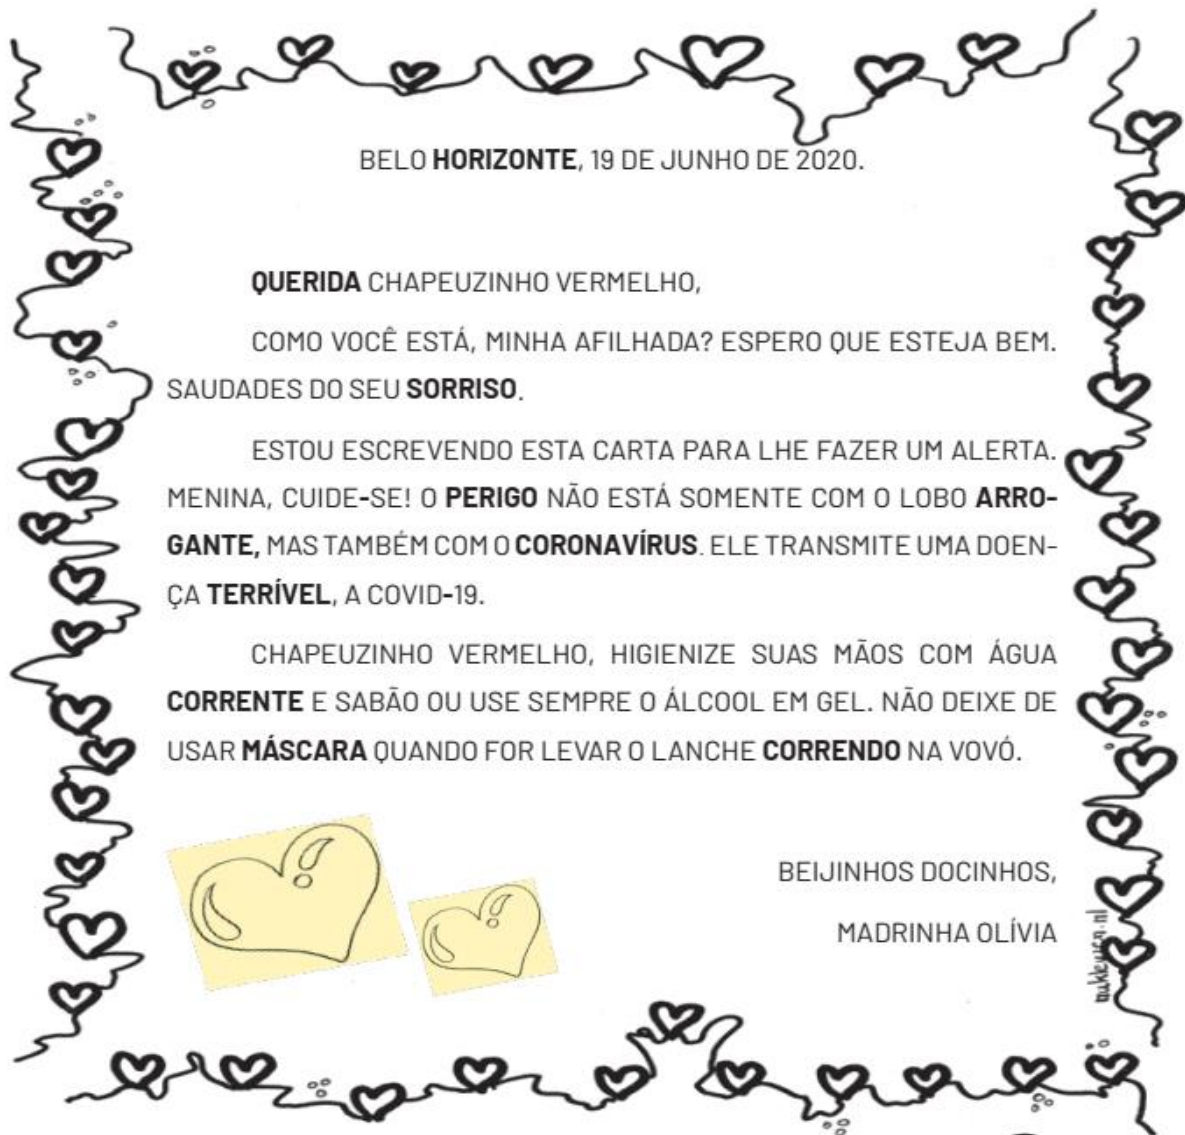 BELO HORIZONTE, 19 DE JUNHO DE 2020.
QUERIDA CHAPEUZINHO VERMELHO,
COMO VOCÊ ESTÁ, MINHA AFILHADA? ESPERO QUE ESTEJA BEM.
SAUDADES DO SEU SORRISO.
ESTOU ESCREVENDO ESTA CARTA PARA LHE FAZER UM ALERTA.
MENINA, CUIDE-SE! O PERIGO NÃO ESTÁ SOMENTE COM O LOBO ARRO-
GANTE, MAS TAMBÉM COM O CORONAVÍRUS. ELE TRANSMITE UMA DOEN-
ÇA TERRÍVEL, A COVID-19.
CHAPEUZINHO VERMELHO, HIGIENIZE SUAS MÃOS COM ÁGUA
CORRENTE E SABÃO OU USE SEMPRE O ÁLCOOL EM GEL. NÃO DEIXE DE
USAR MÁSCARA QUANDO FOR LEVAR O LANCHE CORRENDO NA VOVÓ.
BEIJINHOS DOCINHOS,
MADRINHA OLÍVIA